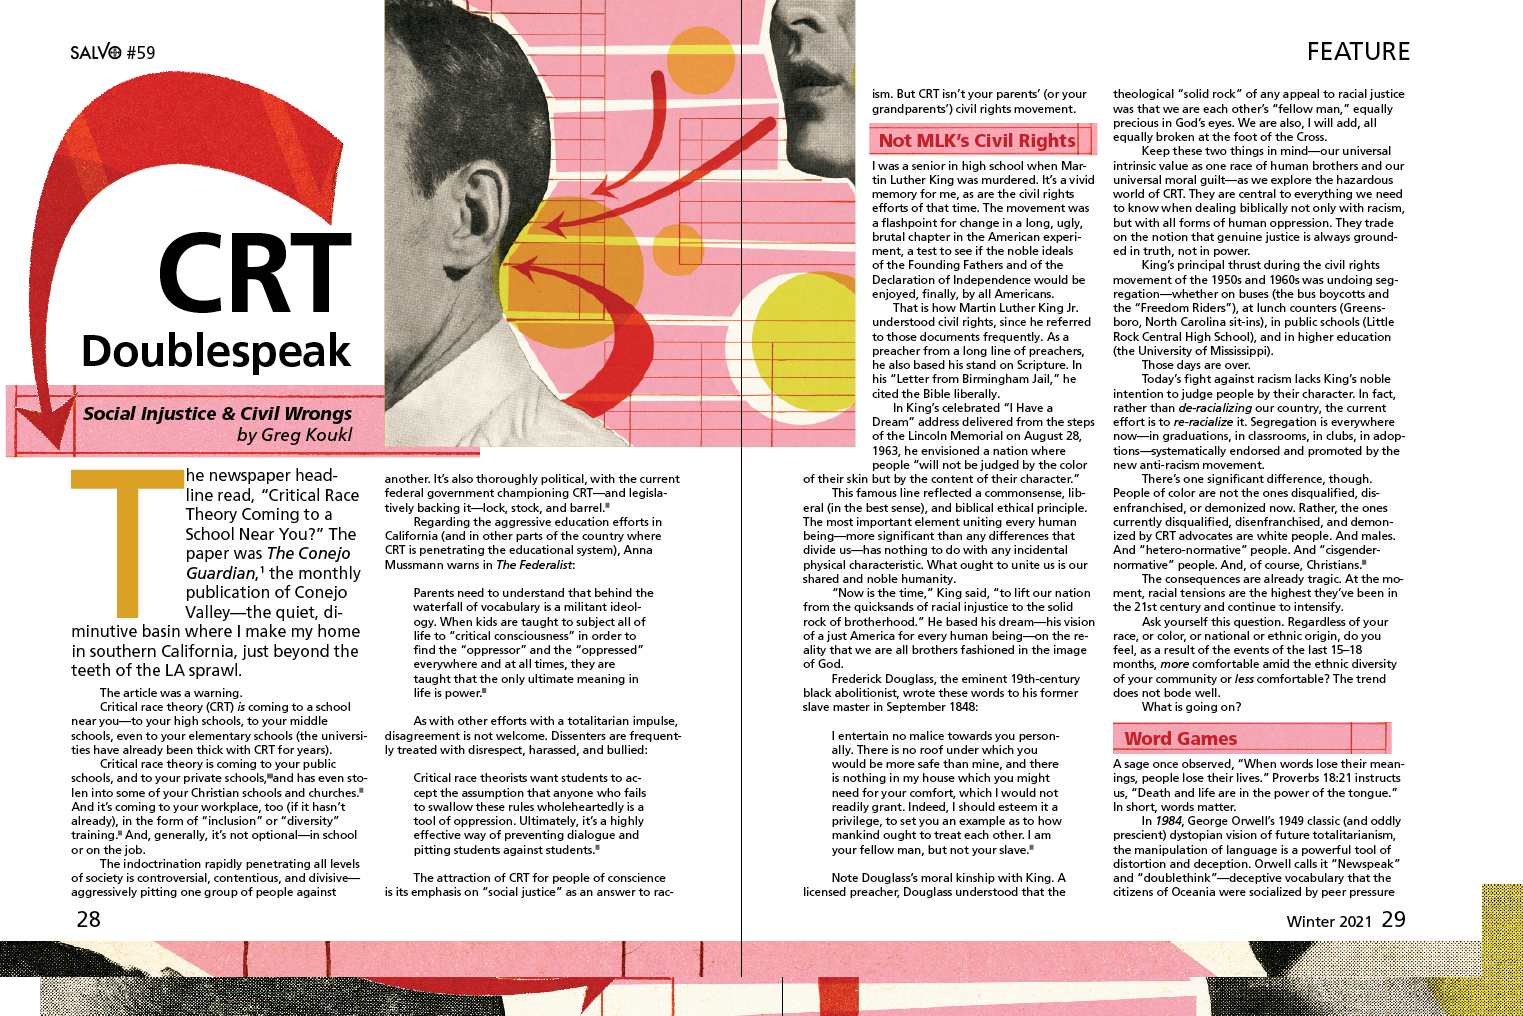 SALVO #59
CRT
Doublespeak
Social Injustice & Civil Wrongs
by Greg Koukl
The newspaper head-
line read, “Critical Race
Theory Coming to a
School Near You?” The
paper was The Conejo
Guardian,1 the monthly
publication of Conejo
Valley—the quiet, di-
minutive basin where I make my home
in southern California, just beyond the
teeth of the LA sprawl.
The article was a warning.
Critical race theory (CRT) is coming to a school
near you—to your high schools, to your middle
schools, even to your elementary schools (the universi-
ties have already been thick with CRT for years).
Critical race theory is coming to your public
schools, and to your private schools, and has even sto-
len into some of your Christian schools and churches.
And it’s coming to your workplace, too (if it hasn’t
already), in the form of “inclusion” or “diversity”
training. And, generally, it’s not optional—in school
or on the job.
The indoctrination rapidly penetrating all levels
of society is controversial, contentious, and divisive—
aggressively pitting one group of people against
28
another. It’s also thoroughly political, with the current
federal government championing CRT—and legisla-
tively backing it—lock, stock, and barrel.
Regarding the aggressive education efforts in
California (and in other parts of the country where
CRT is penetrating the educational system), Anna
Mussmann warns in The Federalist:
Parents need to understand that behind the
waterfall of vocabulary is a militant ideol-
ogy. When kids are taught to subject all of
life to “critical consciousness” in order to
find the “oppressor” and the “oppressed”
everywhere and at all times, they are
taught that the only ultimate meaning in
life is power.
As with other efforts with a totalitarian impulse,
disagreement is not welcome. Dissenters are frequent-
ly treated with disrespect, harassed, and bullied:
Critical race theorists want students to ac-
cept the assumption that anyone who fails
to swallow these rules wholeheartedly is a
tool of oppression. Ultimately, it’s a highly
effective way of preventing dialogue and
pitting students against students.
The attraction of CRT for people of conscience
is its emphasis on “social justice” as an answer to rac-
FEATURE
ism. But CRT isn’t your parents’ (or your
grandparents’) civil rights movement.
Not MLK’s Civil Rights
I was a senior in high school when Mar-
tin Luther King was murdered. It’s a vivid
memory for me, as are the civil rights
efforts of that time. The movement was
a flashpoint for change in a long, ugly,
brutal chapter in the American experi-
ment, a test to see if the noble ideals
of the Founding Fathers and of the
Declaration of Independence would be
enjoyed, finally, by all Americans.
That is how Martin Luther King Jr.
understood civil rights, since he referred
to those documents frequently. As a
preacher from a long line of preachers,
he also based his stand on Scripture. In
his “Letter from Birmingham Jail,” he
cited the Bible liberally.
In King’s celebrated “I Have a
Dream” address delivered from the steps
of the Lincoln Memorial on August 28,
1963, he envisioned a nation where
people “will not be judged by the color
of their skin but by the content of their character.”
This famous line reflected a commonsense, lib-
eral (in the best sense), and biblical ethical principle.
The most important element uniting every human
being—more significant than any differences that
divide us—has nothing to do with any incidental
physical characteristic. What ought to unite us is our
shared and noble humanity.
“Now is the time,” King said, “to lift our nation
from the quicksands of racial injustice to the solid
rock of brotherhood.” He based his dream—his vision
of a just America for every human being—on the re-
ality that we are all brothers fashioned in the image
of God.
Frederick Douglass, the eminent 19th-century
black abolitionist, wrote these words to his former
slave master in September 1848:
I entertain no malice towards you person-
ally. There is no roof under which you
would be more safe than mine, and there
is nothing in my house which you might
need for your comfort, which I would not
readily grant. Indeed, I should esteem it a
privilege, to set you an example as to how
mankind ought to treat each other. I am
your fellow man, but not your slave.
Note Douglass’s moral kinship with King. A
licensed preacher, Douglass understood that the
theological “solid rock” of any appeal to racial justice
was that we are each other’s “fellow man,” equally
precious in God’s eyes. We are also, I will add, all
equally broken at the foot of the Cross.
Keep these two things in mind—our universal
intrinsic value as one race of human brothers and our
universal moral guilt—as we explore the hazardous
world of CRT. They are central to everything we need
to know when dealing biblically not only with racism,
but with all forms of human oppression. They trade
on the notion that genuine justice is always ground-
ed in truth, not in power.
King’s principal thrust during the civil rights
movement of the 1950s and 1960s was undoing seg-
regation—whether on buses (the bus boycotts and
the “Freedom Riders”), at lunch counters (Greens-
boro, North Carolina sit-ins), in public schools (Little
Rock Central High School), and in higher education
(the University of Mississippi).
Those days are over.
Today’s fight against racism lacks King’s noble
intention to judge people by their character. In fact,
rather than de-racializing our country, the current
effort is to re-racialize it. Segregation is everywhere
now—in graduations, in classrooms, in clubs, in adop-
tions—systematically endorsed and promoted by the
new anti-racism movement.
There’s one significant difference, though.
People of color are not the ones disqualified, dis-
enfranchised, or demonized now. Rather, the ones
currently disqualified, disenfranchised, and demon-
ized by CRT advocates are white people. And males.
And “hetero-normative” people. And “cisgender-
normative” people. And, of course, Christians.
The consequences are already tragic. At the mo-
ment, racial tensions are the highest they’ve been in
the 21st century and continue to intensify.
Ask yourself this question. Regardless of your
race, or color, or national or ethnic origin, do you
feel, as a result of the events of the last 15–18
months, more comfortable amid the ethnic diversity
of your community or less comfortable? The trend
does not bode well.
What is going on?
Word Games
A sage once observed, “When words lose their mean-
ings, people lose their lives.” Proverbs 18:21 instructs
us, “Death and life are in the power of the tongue.”
In short, words matter.
In 1984, George Orwell’s 1949 classic (and oddly
prescient) dystopian vision of future totalitarianism,
the manipulation of language is a powerful tool of
distortion and deception. Orwell calls it “Newspeak”
and “doublethink”—deceptive vocabulary that the
citizens of Oceania were socialized by peer pressure
Winter 2021 29